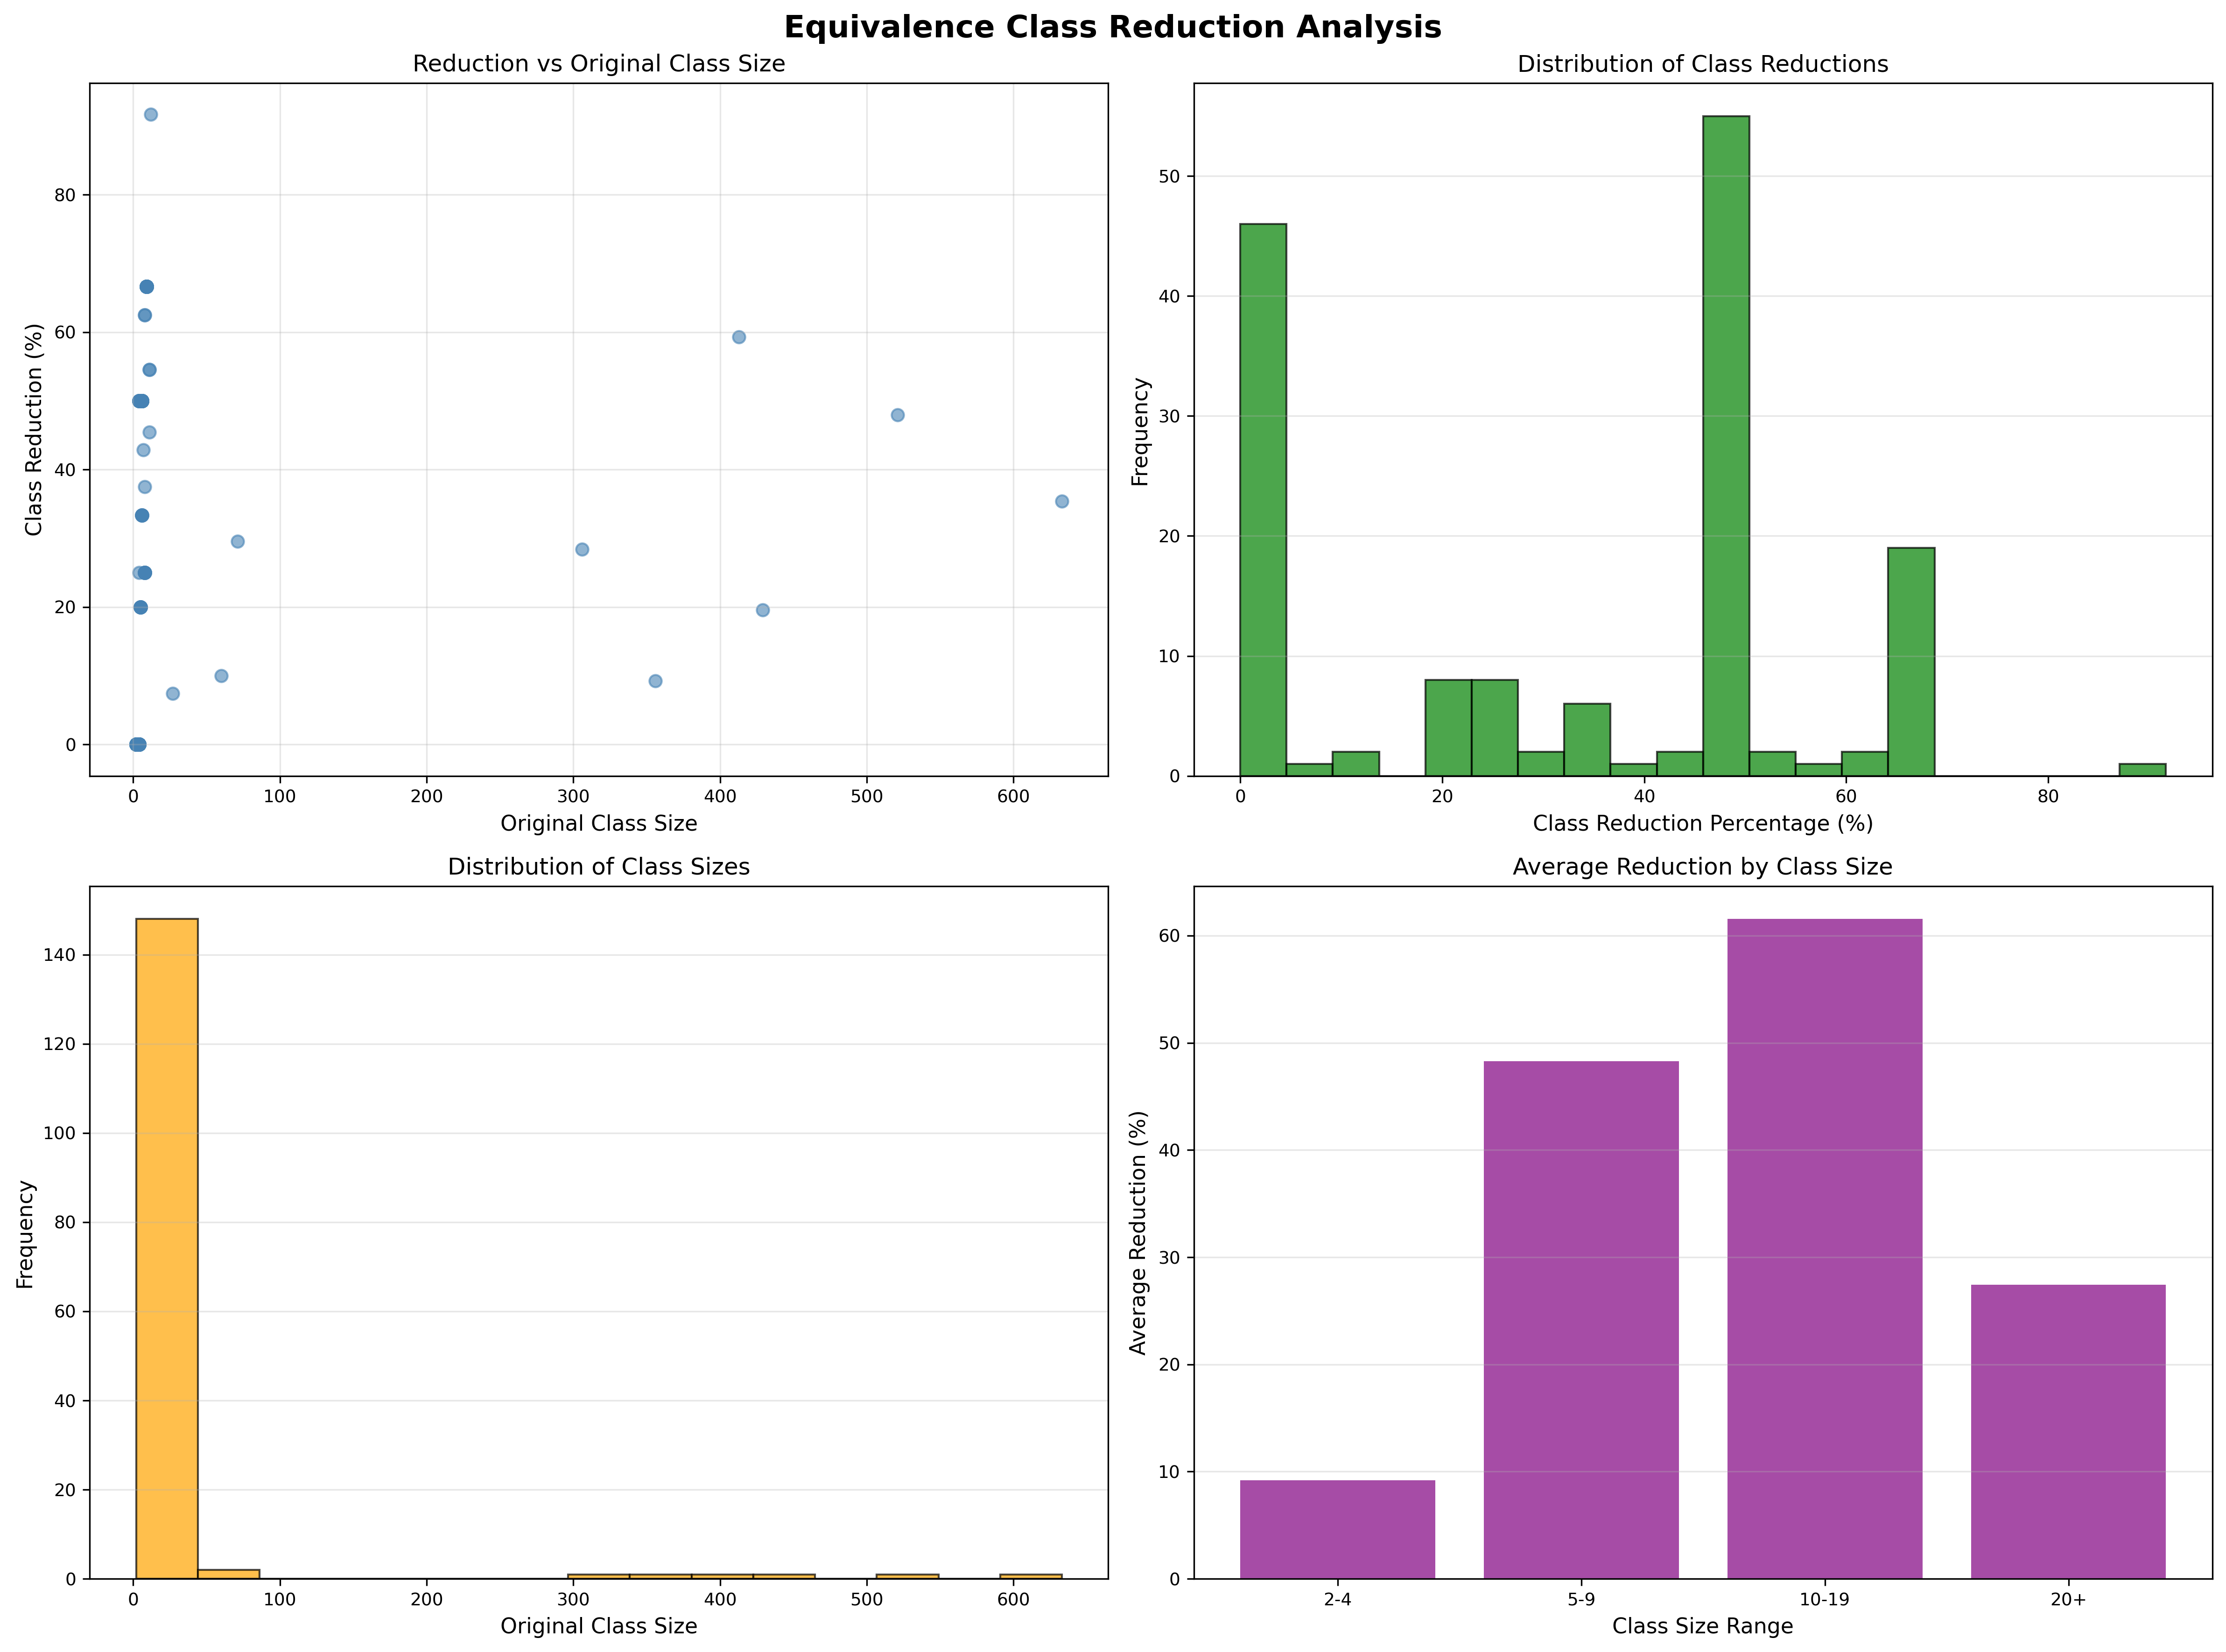 Equivalence Class Reduction Analysis
Reduction vs Original Class Size
Class Reduction (%)
80
60
40
20
0
0 100 200 300 400 500 600
Original Class Size
Distribution of Class Reductions
Frequency
50
40
30
20
10
0
0 20 40 60 80
Class Reduction Percentage (%)
Distribution of Class Sizes
Frequency
140
120
100
80
60
40
20
0
0 100 200 300 400 500 600
Original Class Size
Average Reduction by Class Size
Average Reduction (%)
60
50
40
30
20
10
0
2-4 5-9 10-19 20+
Class Size Range